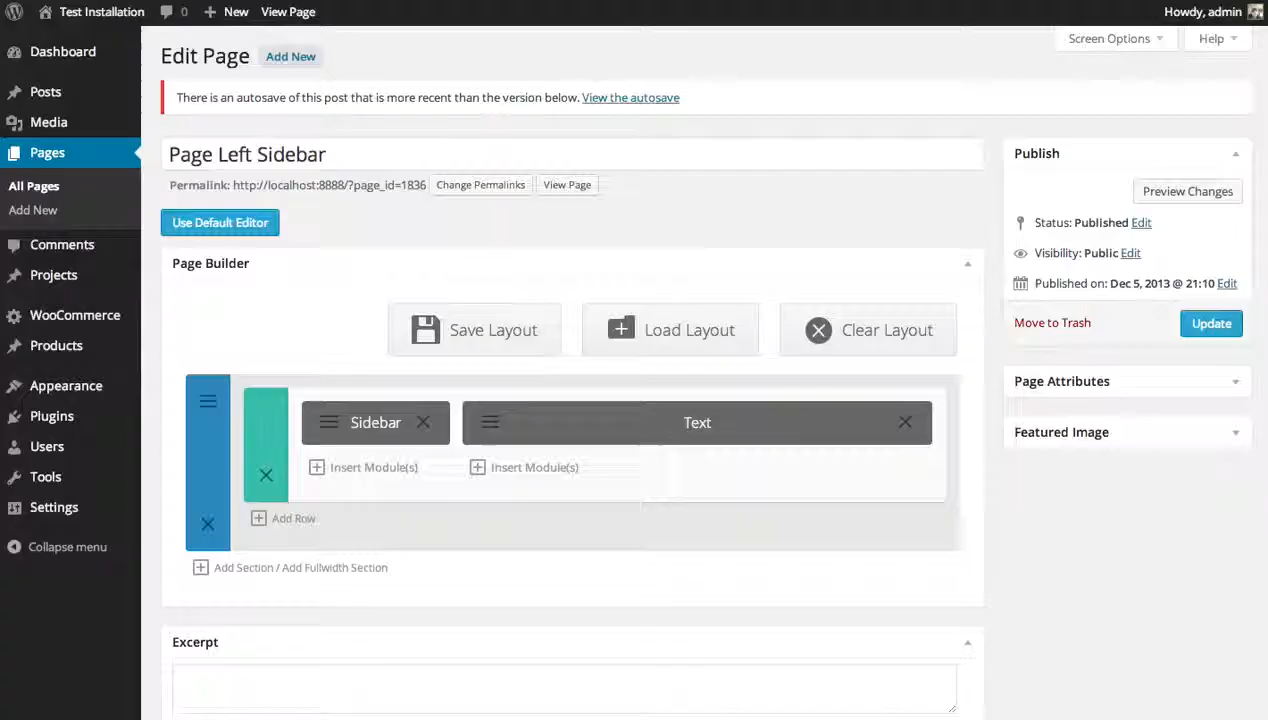 Test Installation 0 New View Page Howdy, admin
Dashboard
Posts
Media
Pages
All Pages
Add New
Comments
Projects
WooCommerce
Products
Appearance
Plugins
Users
Tools
Settings
Collapse menu
Screen Options Help
Edit Page Add New
There is an autosave of this post that is more recent than the version below. View the autosave
Page Left Sidebar
Permalink: http://localhost:8888/?page_id=1836 Change Permalinks View Page
Use Default Editor
Page Builder
Save Layout Load Layout Clear Layout
Sidebar Text
Insert Module(s) Insert Module(s)
Add Row
Add Section / Add Fullwidth Section
Excerpt
Publish
Preview Changes
Status: Published Edit
Visibility: Public Edit
Published on: Dec 5, 2013 @ 21:10 Edit
Move to Trash Update
Page Attributes
Featured Image